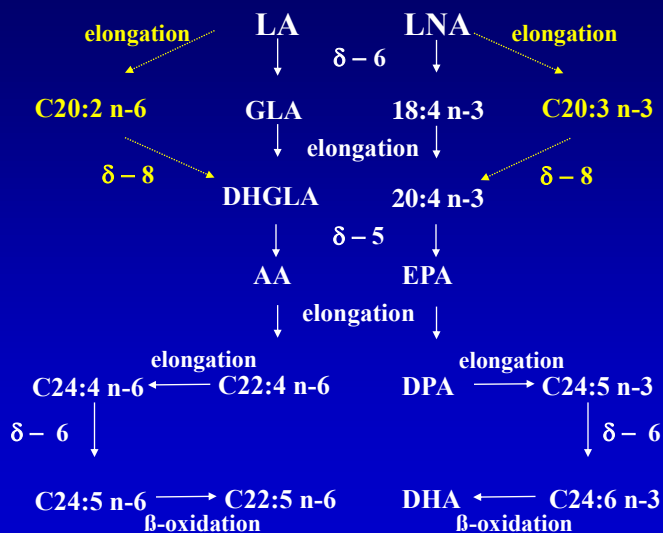 elongation LA LNA elongation
δ – 6
C20:2 n-6 GLA 18:4 n-3 C20:3 n-3
elongation
δ – 8 δ – 8
DHGLA 20:4 n-3
δ – 5
AA EPA
elongation
elongation elongation
C24:4 n-6 C22:4 n-6 DPA C24:5 n-3
δ – 6 δ – 6
C24:5 n-6 C22:5 n-6 DHA C24:6 n-3
ß-oxidation ß-oxidation